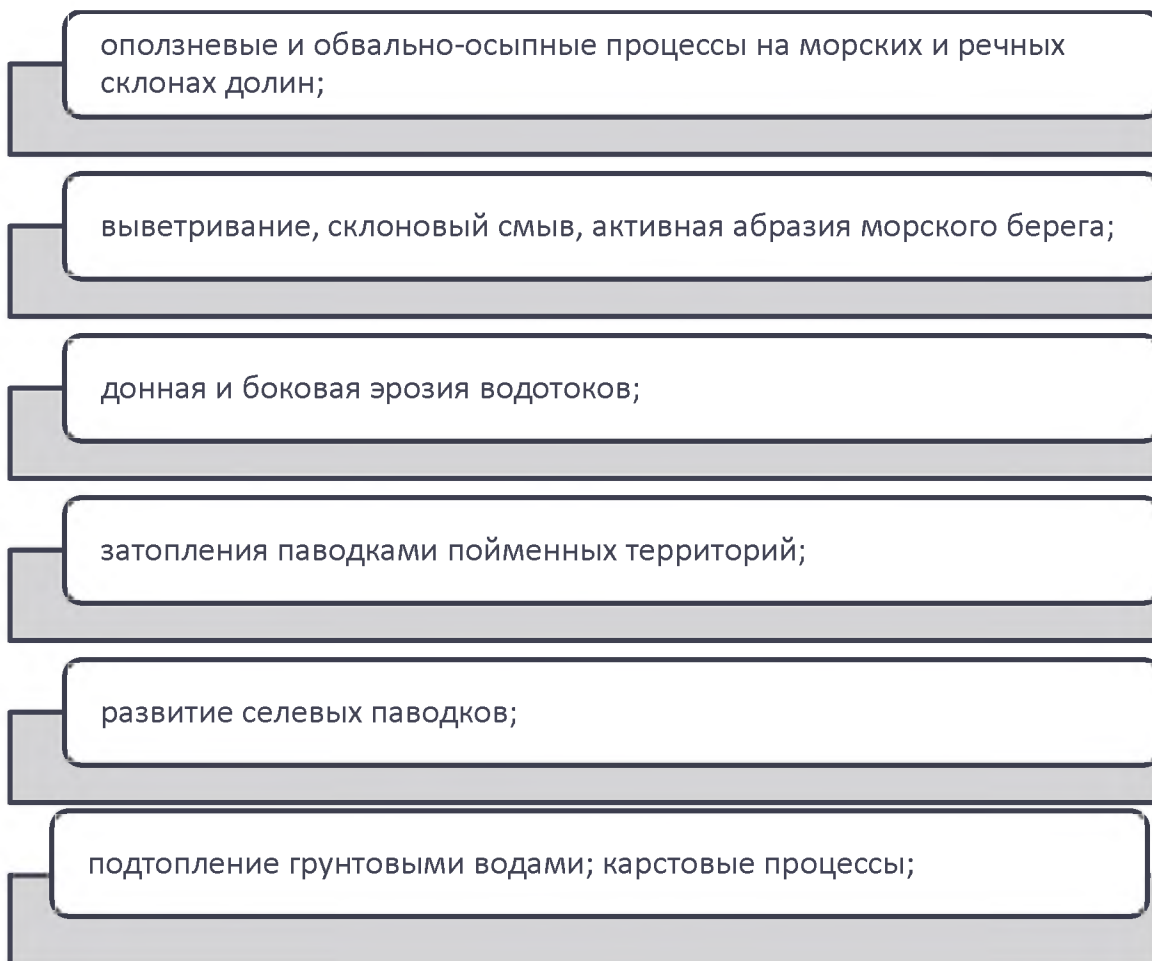 оползневые и обвально-осыпные процессы на морских и речных
склонах долин;
выветривание, склоновый смыв, активная абразия морского берега;
донная и боковая эрозия водотоков;
затопления паводками пойменных территорий;
развитие селевых паводков;
подтопление грунтовыми водами; карстовые процессы;